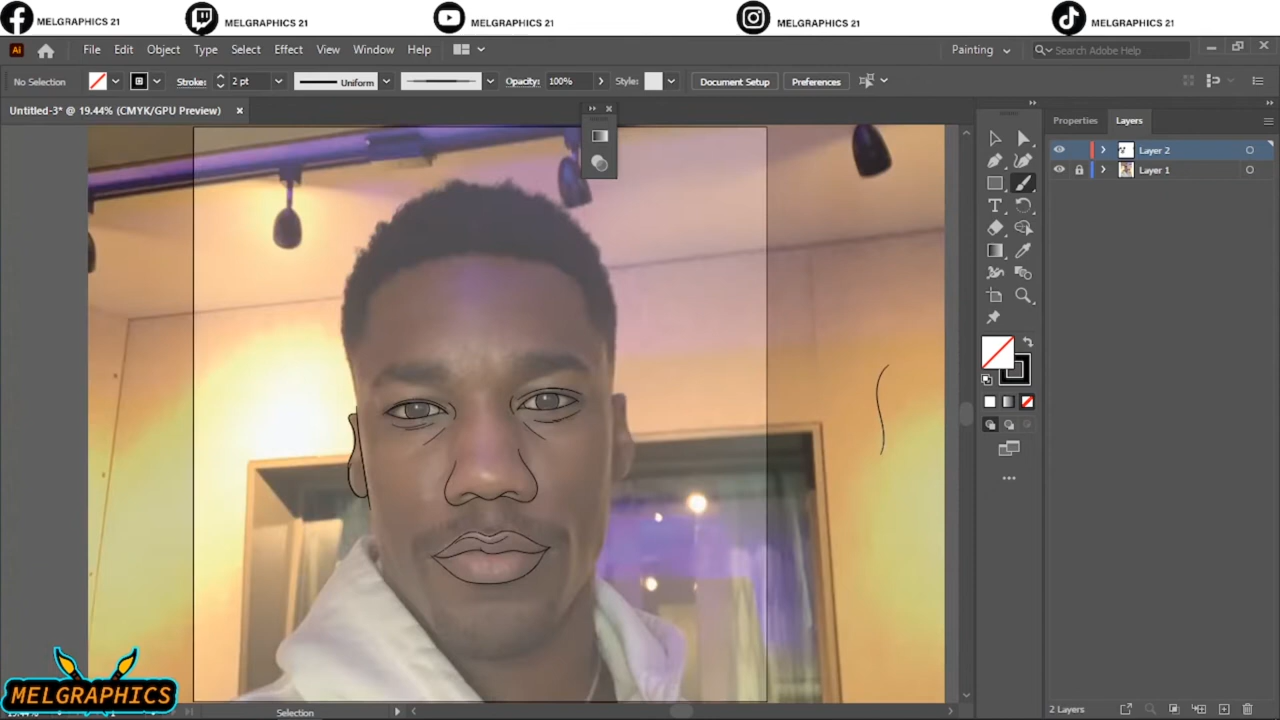 MELGRAPHICS 21
MELGRAPHICS 21
MELGRAPHICS 21
MELGRAPHICS 21
MELGRAPHICS 21
Ai
File
Edit
Object
Type
Select
Effect
View
Window
Help
Painting
Search Adobe Help
No Selection
Stroke:
2 pt
Uniform
Opacity:
100%
Style:
Document Setup
Preferences
Untitled-3* @ 19.44% (CMYK/GPU Preview)
Properties
Layers
Layer 2
Layer 1
MELGRAPHICS
Selection
2 Layers